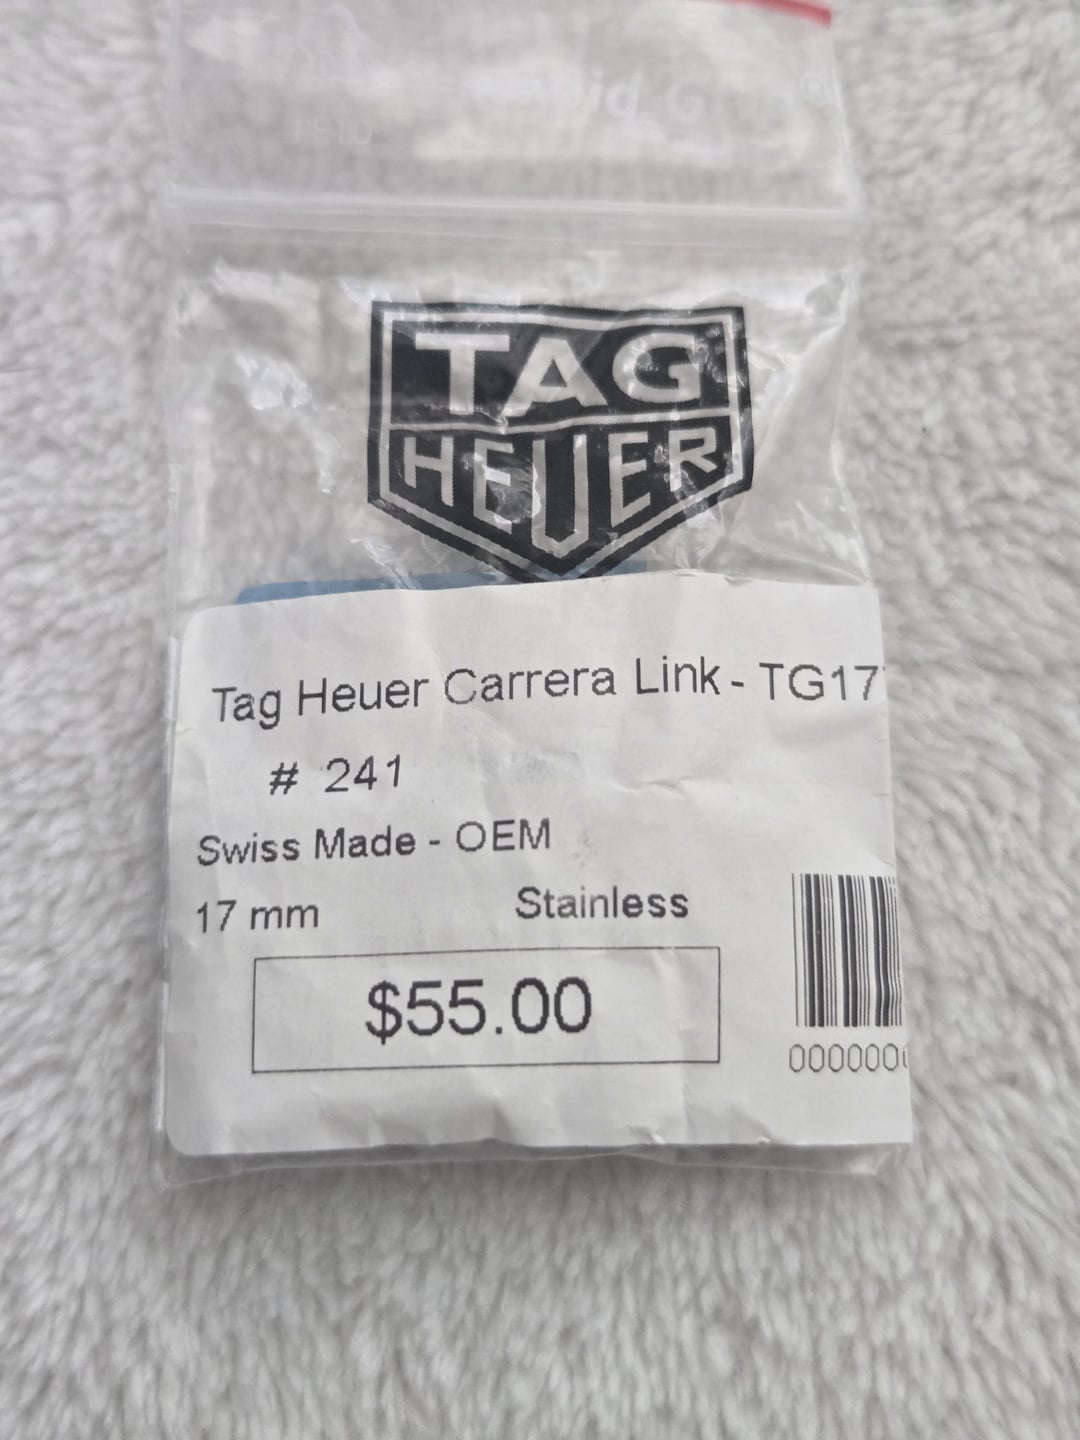 TAG
HEUER
Tag Heuer Carrera Link - TG17
# 241
Swiss Made - OEM
17 mm Stainless
$55.00
000000